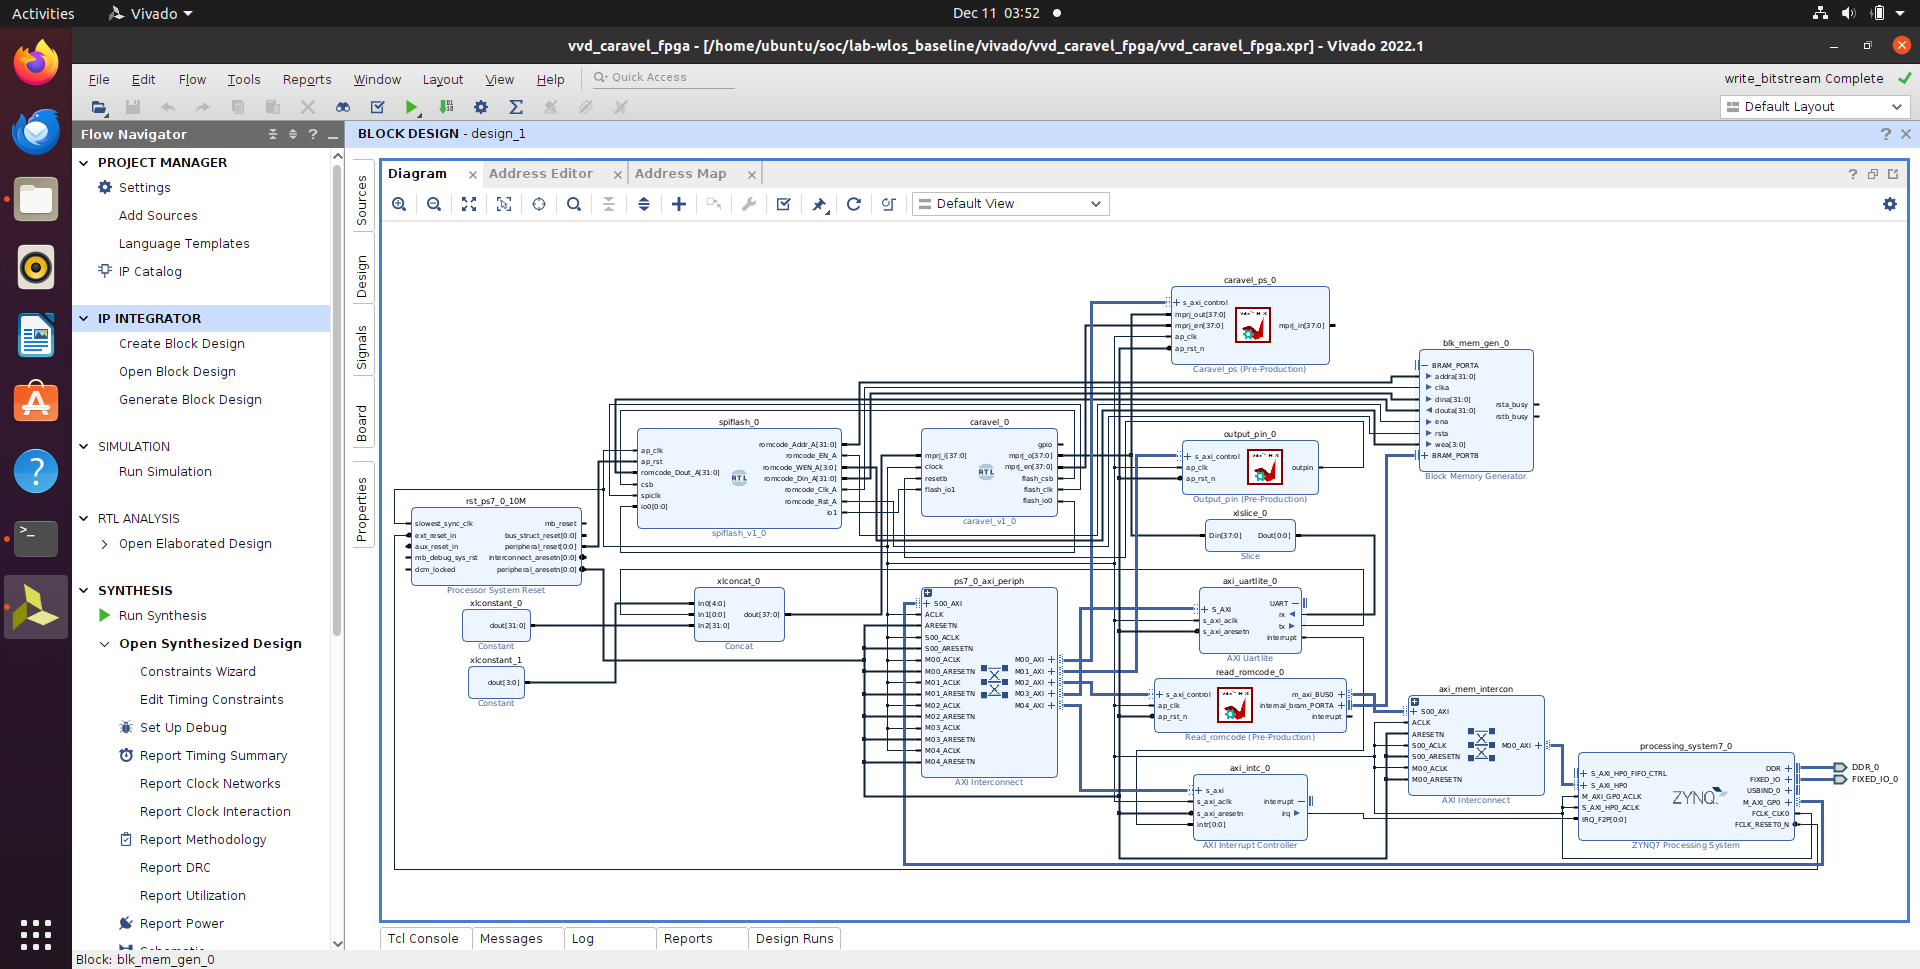 Activities
Vivado
Dec 11 03:52
vvd_caravel_fpga - [/home/ubuntu/soc/lab-wlos_baseline/vivado/vvd_caravel_fpga/vvd_caravel_fpga.xpr] - Vivado 2022.1
File Edit Flow Tools Reports Window Layout View Help
Quick Access
write_bitstream Complete
Default Layout
Flow Navigator
PROJECT MANAGER
Settings
Add Sources
Language Templates
IP Catalog
IP INTEGRATOR
Create Block Design
Open Block Design
Generate Block Design
SIMULATION
Run Simulation
RTL ANALYSIS
Open Elaborated Design
SYNTHESIS
Run Synthesis
Open Synthesized Design
Constraints Wizard
Edit Timing Constraints
Set Up Debug
Report Timing Summary
Report Clock Networks
Report Clock Interaction
Report Methodology
Report DRC
Report Utilization
Report Power
Schematic
BLOCK DESIGN - design_1
Sources
Design
Signals
Board
Properties
Diagram
Address Editor
Address Map
Default View
rst_ps7_0_10M
slowest_sync_clk
ext_reset_in
aux_reset_in
mb_debug_sys_rst
dcm_locked
mb_reset
bus_struct_reset[0:0]
peripheral_reset[0:0]
interconnect_aresetn[0:0]
peripheral_aresetn[0:0]
Processor System Reset
xlconstant_0
dout[31:0]
Constant
xlconstant_1
dout[3:0]
Constant
spiflash_0
ap_clk
ap_rst
romcode_Dout_A[31:0]
csb
spiclk
io0[0:0]
romcode_Addr_A[31:0]
romcode_EN_A
romcode_WEN_A[3:0]
romcode_Din_A[31:0]
romcode_Clk_A
romcode_Rst_A
io1
RTL
spiflash_v1_0
xlconcat_0
In0[4:0]
In1[0:0]
In2[31:0]
dout[37:0]
Concat
caravel_0
mprj_i[37:0]
clock
resetb
flash_io1
gpio
mprj_o[37:0]
mprj_en[37:0]
flash_csb
flash_clk
flash_io0
RTL
caravel_v1_0
ps7_0_axi_periph
S00_AXI
ACLK
ARESETN
S00_ACLK
S00_ARESETN
M00_ACLK
M00_ARESETN
M01_ACLK
M01_ARESETN
M02_ACLK
M02_ARESETN
M03_ACLK
M03_ARESETN
M04_ACLK
M04_ARESETN
M00_AXI
M01_AXI
M02_AXI
M03_AXI
M04_AXI
AXI Interconnect
caravel_ps_0
s_axi_control
mprj_out[37:0]
mprj_en[37:0]
ap_clk
ap_rst_n
mprj_in[37:0]
Caravel_ps (Pre-Production)
output_pin_0
s_axi_control
ap_clk
ap_rst_n
outpin
Output_pin (Pre-Production)
xlslice_0
Din[37:0]
Dout[0:0]
Slice
axi_uartlite_0
S_AXI
s_axi_aclk
s_axi_aresetn
UART
rx
tx
interrupt
AXI Uartlite
read_romcode_0
s_axi_control
ap_clk
ap_rst_n
m_axi_BUS0
internal_bram_PORTA
interrupt
Read_romcode (Pre-Production)
axi_intc_0
s_axi
s_axi_aclk
s_axi_aresetn
intr[0:0]
interrupt
irq
AXI Interrupt Controller
blk_mem_gen_0
BRAM_PORTA
addra[31:0]
clka
dina[31:0]
douta[31:0]
ena
rsta
wea[3:0]
BRAM_PORTB
rsta_busy
rstb_busy
Block Memory Generator
axi_mem_intercon
S00_AXI
ACLK
ARESETN
S00_ACLK
S00_ARESETN
M00_ACLK
M00_ARESETN
M00_AXI
AXI Interconnect
processing_system7_0
S_AXI_HP0_FIFO_CTRL
S_AXI_HP0
M_AXI_GP0_ACLK
S_AXI_HP0_ACLK
IRQ_F2P[0:0]
ZYNQ
DDR
FIXED_IO
USBIND_0
M_AXI_GP0
FCLK_CLK0
FCLK_RESET0_N
ZYNQ7 Processing System
DDR_0
FIXED_IO_0
Tcl Console
Messages
Log
Reports
Design Runs
Block: blk_mem_gen_0